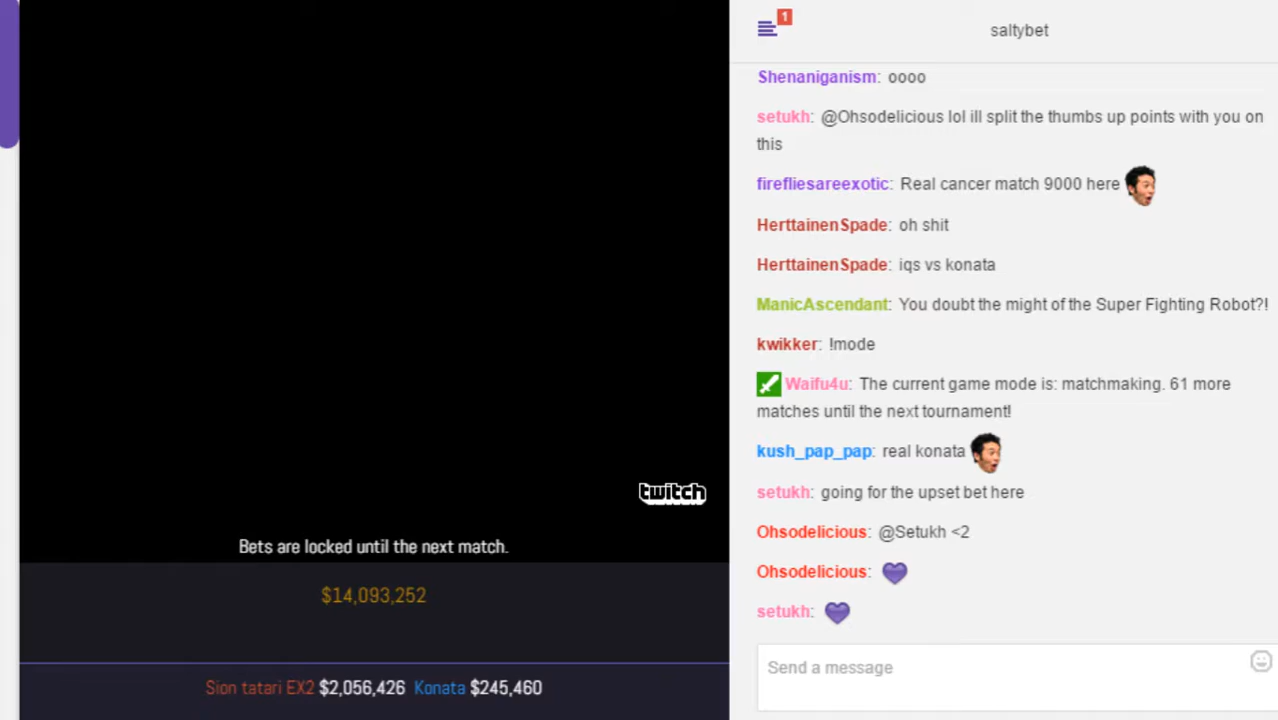 1
saltybet
Shenaniganism: oooo
setukh: @Ohsodelicious lol ill split the thumbs up points with you on
this
firefliesareexotic: Real cancer match 9000 here
HerttainenSpade: oh shit
HerttainenSpade: iqs vs konata
ManicAscendant: You doubt the might of the Super Fighting Robot?!
kwikker: !mode
Waifu4u: The current game mode is: matchmaking. 61 more
matches until the next tournament!
kush_pap_pap: real konata
setukh: going for the upset bet here
Ohsodelicious: @Setukh <2
Ohsodelicious:
setukh:
Send a message
twitch
Bets are locked until the next match.
$14,093,252
Sion tatari EX2 $2,056,426 Konata $245,460